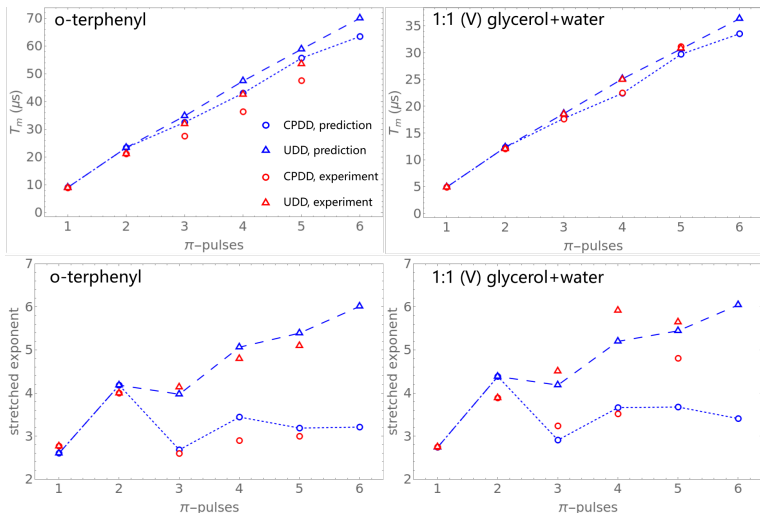 o-terphenyl
70
60
50
40
30
20
10
0
Tm (μs)
1 2 3 4 5 6
π-pulses
CPDD, prediction
UDD, prediction
CPDD, experiment
UDD, experiment
1:1 (V) glycerol+water
35
30
25
20
15
10
5
0
Tm (μs)
1 2 3 4 5 6
π-pulses
o-terphenyl
7
6
5
4
3
2
stretched exponent
1 2 3 4 5 6
π-pulses
1:1 (V) glycerol+water
7
6
5
4
3
2
stretched exponent
1 2 3 4 5 6
π-pulses